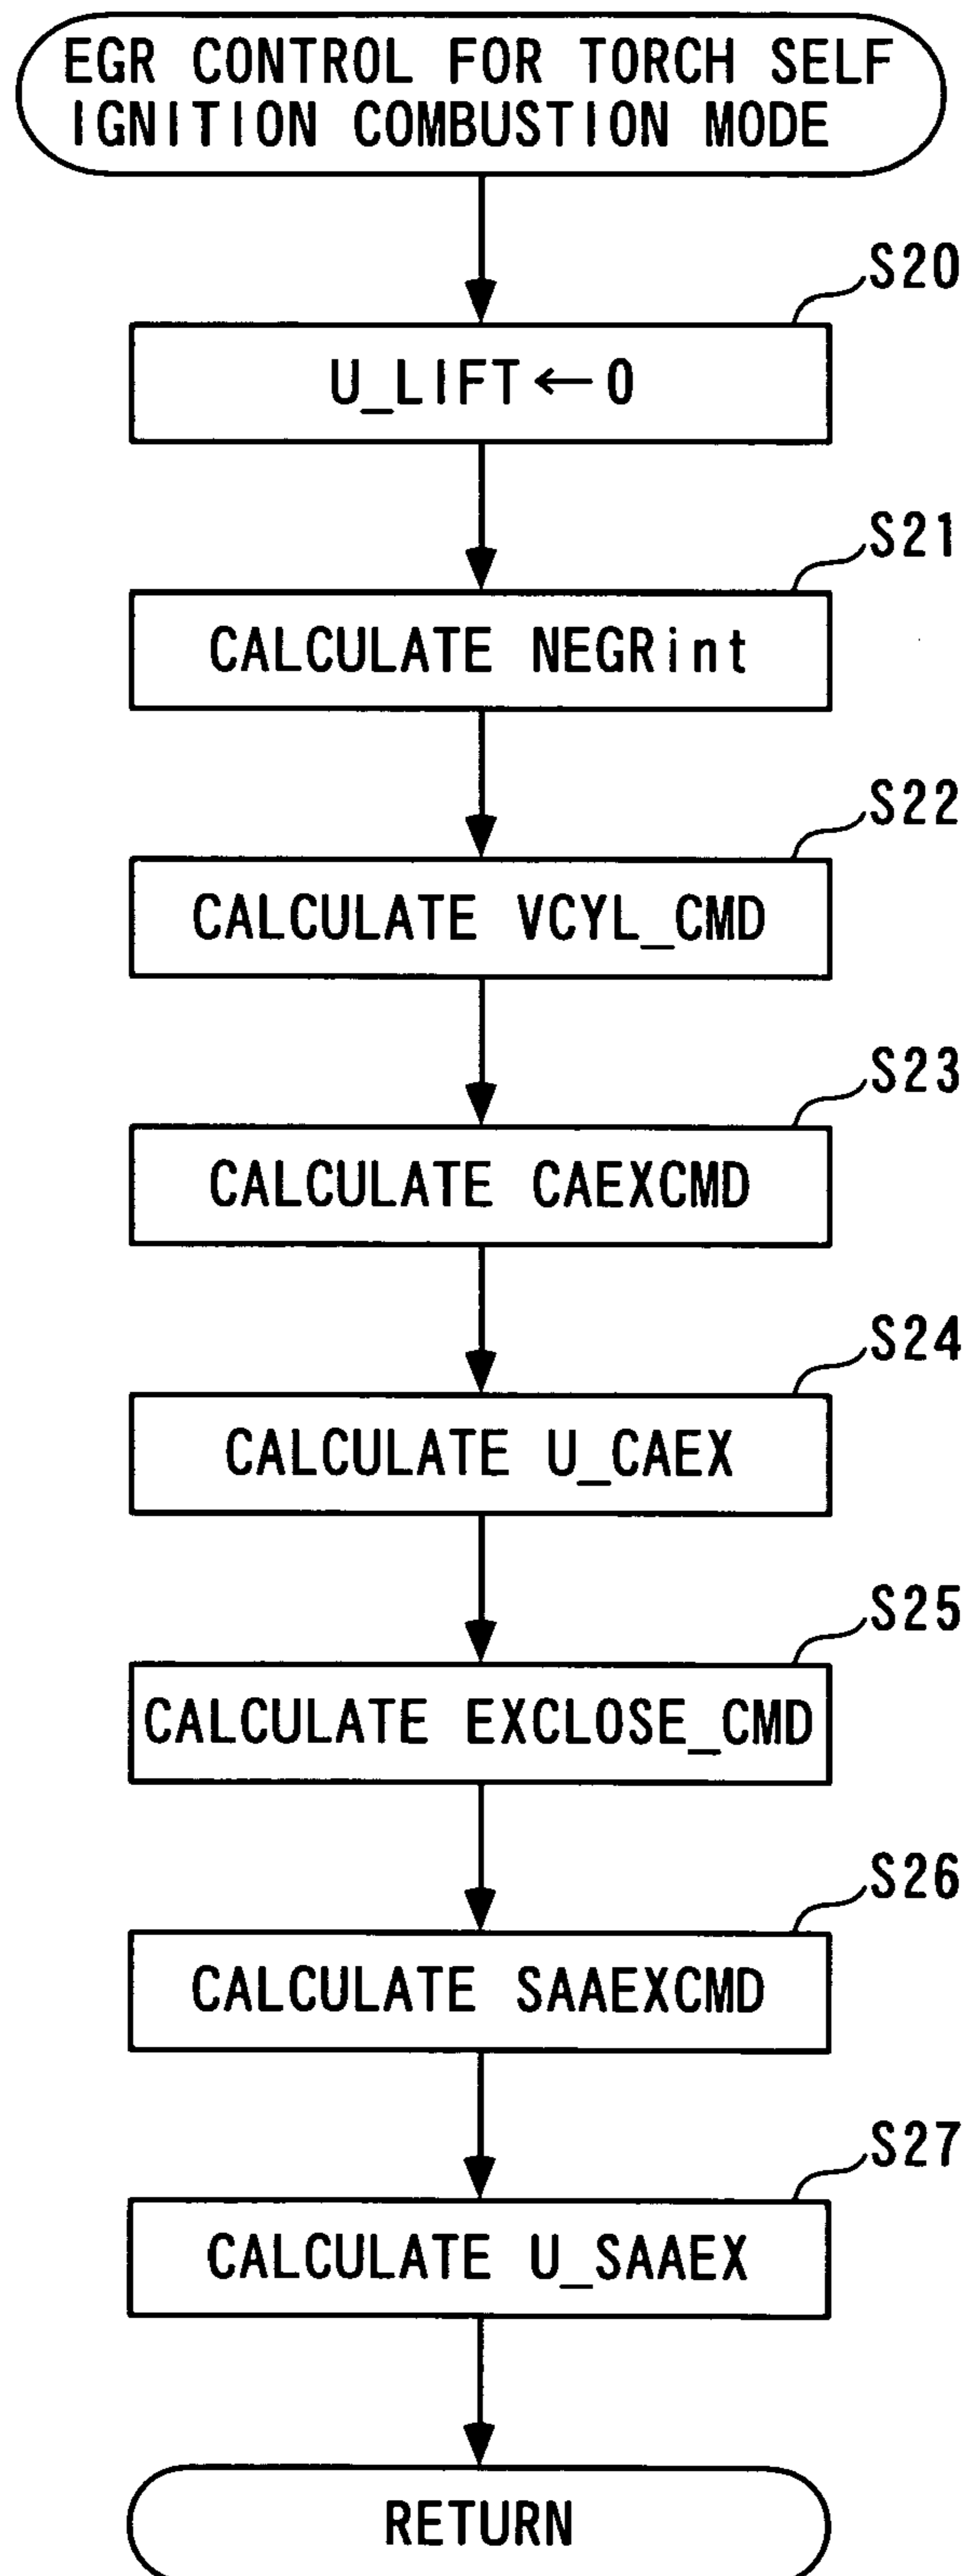 EGR CONTROL FOR TORCH SELF
IGNITION COMBUSTION MODE
S20
U_LIFT←0
S21
CALCULATE NEGRint
S22
CALCULATE VCYL_CMD
S23
CALCULATE CAEXCMD
S24
CALCULATE U_CAEX
S25
CALCULATE EXCLOSE_CMD
S26
CALCULATE SAAEXCMD
S27
CALCULATE U_SAAEX
RETURN